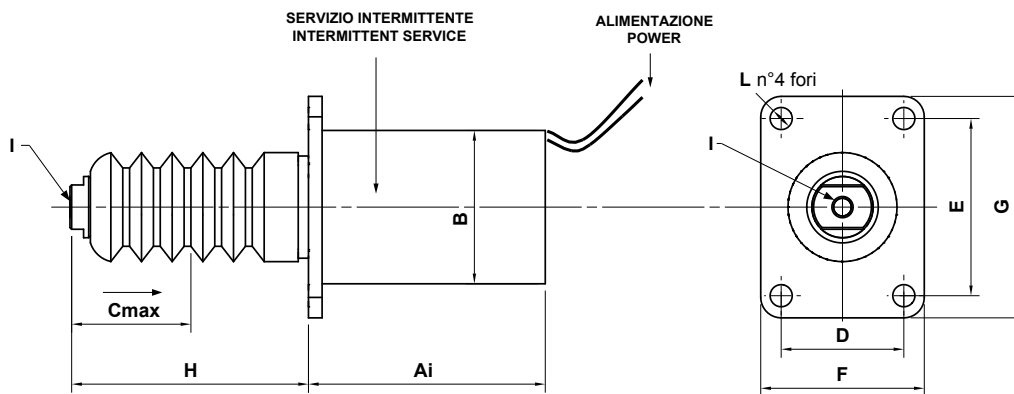 SERVIZIO INTERMITTENTE
INTERMITTENT SERVICE
ALIMENTAZIONE
POWER
L n°4 fori
I
I
B
E
G
Cmax
D
H
Ai
F